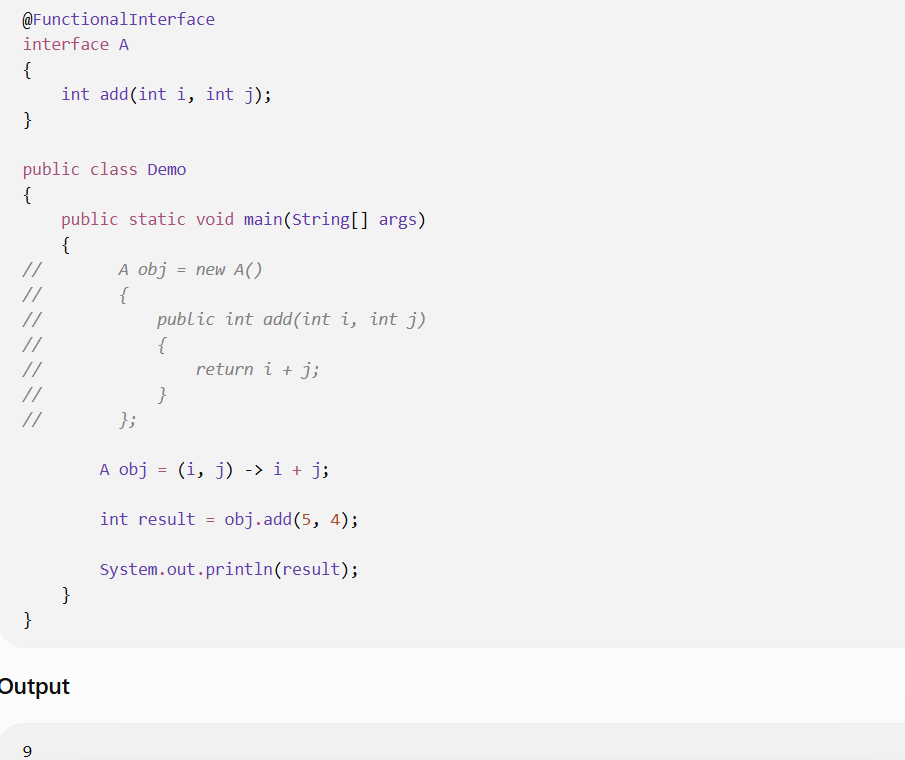 @FunctionalInterface
interface A
{
    int add(int i, int j);
}

public class Demo
{
    public static void main(String[] args)
    {
//        A obj = new A()
//        {
//            public int add(int i, int j)
//            {
//                return i + j;
//            }
//        };

        A obj = (i, j) -> i + j;

        int result = obj.add(5, 4);

        System.out.println(result);
    }
}
Output
9